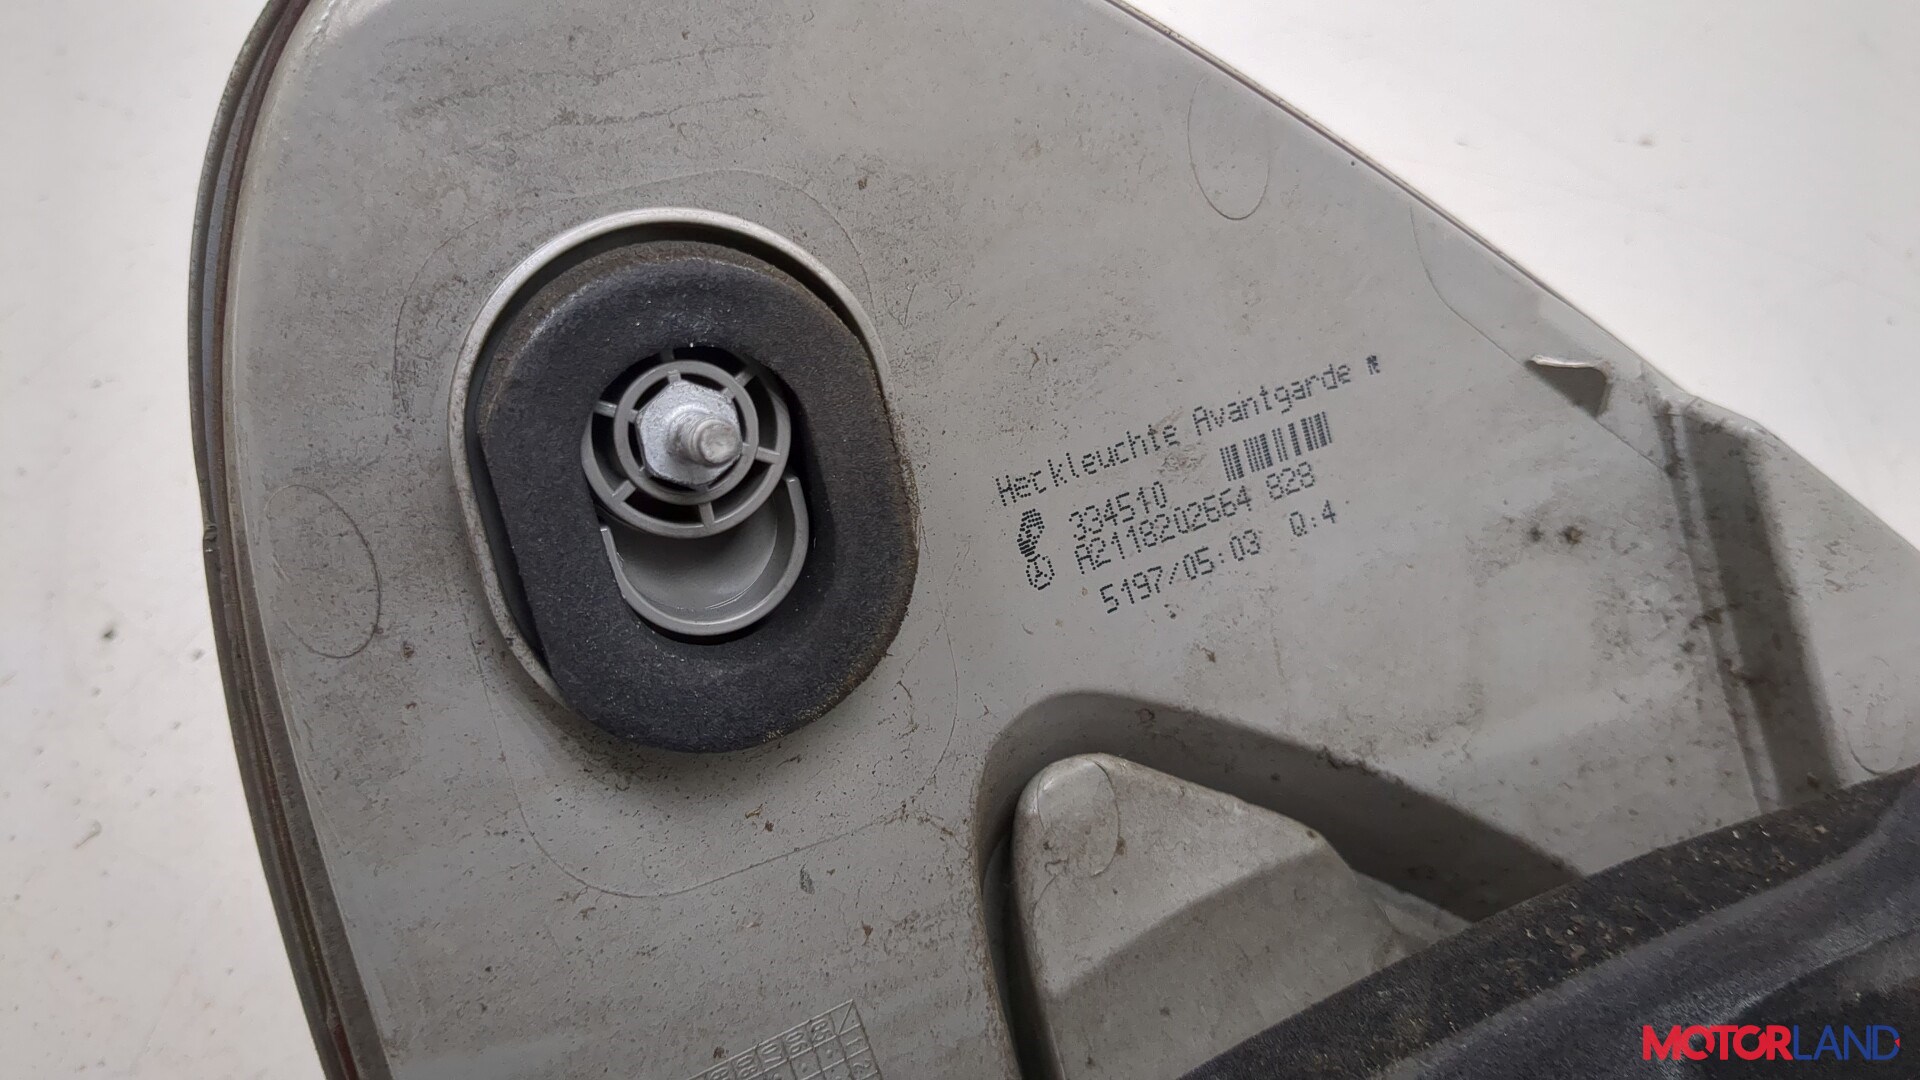 Heckleuchte Avantgarde R
334510
A2118202664 828
5197/05:03 Q:4
MOTORLAND